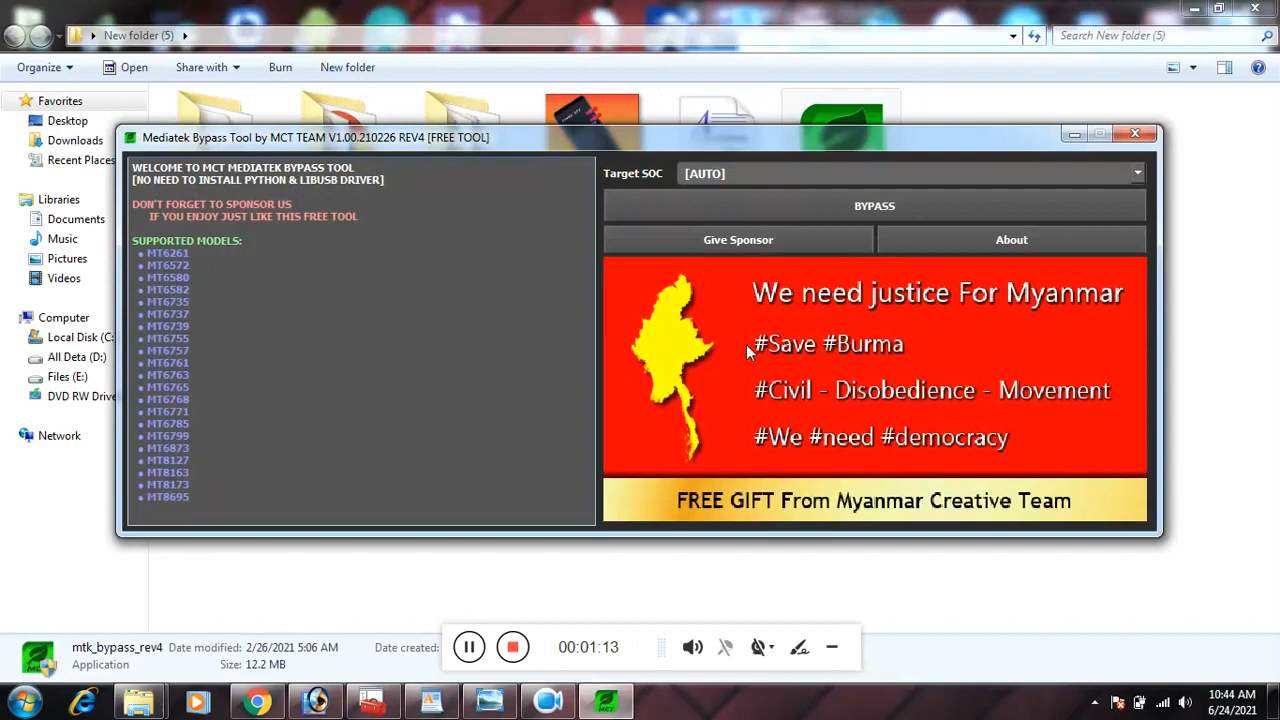 New folder (5)
Search New folder (5)
Organize
Open
Share with
Burn
New folder
Favorites
Desktop
Downloads
Recent Places
Libraries
Documents
Music
Pictures
Videos
Computer
Local Disk (C:
All Deta (D:)
Files (E:)
DVD RW Drive
Network
Mediatek Bypass Tool by MCT TEAM V1.00.210226 REV4 [FREE TOOL]
WELCOME TO MCT MEDIATEK BYPASS TOOL
[NO NEED TO INSTALL PYTHON & LIBUSB DRIVER]
DON'T FORGET TO SPONSOR US
IF YOU ENJOY JUST LIKE THIS FREE TOOL
SUPPORTED MODELS:
MT6261
MT6572
MT6580
MT6582
MT6735
MT6737
MT6739
MT6755
MT6757
MT6761
MT6763
MT6765
MT6768
MT6771
MT6785
MT6799
MT6873
MT8127
MT8163
MT8173
MT8695
Target SOC
[AUTO]
BYPASS
Give Sponsor
About
We need justice For Myanmar
#Save #Burma
#Civil - Disobedience - Movement
#We #need #democracy
FREE GIFT From Myanmar Creative Team
mtk_bypass_rev4
Date modified: 2/26/2021 5:06 AM
Date created:
Application
Size: 12.2 MB
00:01:13
MCT
10:44 AM
6/24/2021